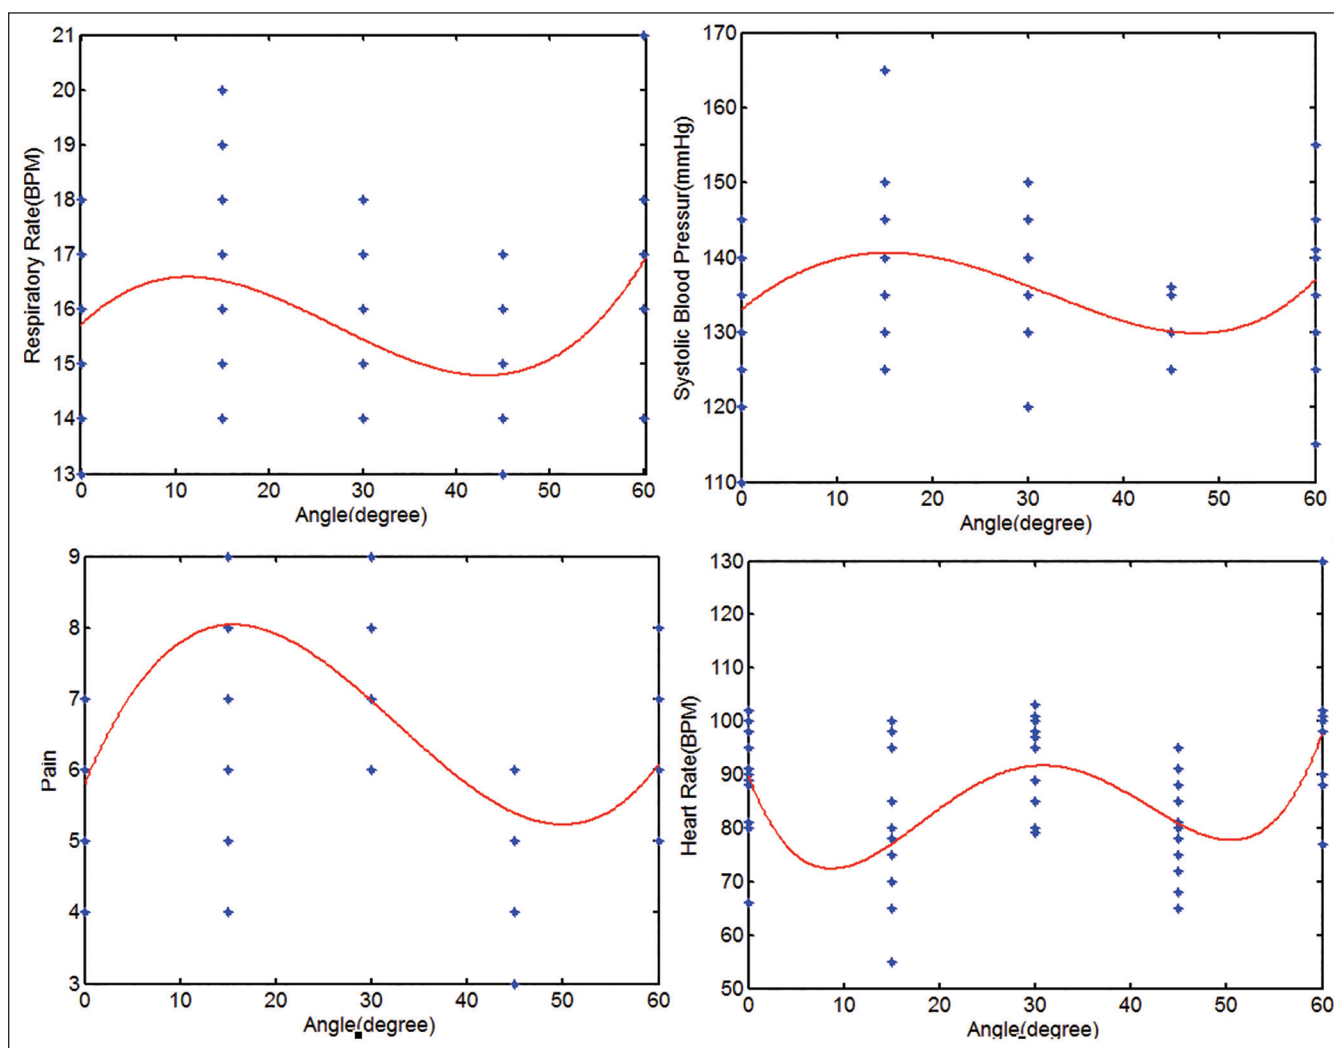 21
20
19
18
17
16
15
14
13
Respiratory Rate(BPM)
0 10 20 30 40 50 60
Angle(degree)
170
160
150
140
130
120
110
Systolic Blood Pressur(mmHg)
0 10 20 30 40 50 60
Angle(degree)
9
8
7
6
5
4
3
Pain
0 10 20 30 40 50 60
Angle(degree)
130
120
110
100
90
80
70
60
50
Heart Rate(BPM)
0 10 20 30 40 50 60
Angle(degree)